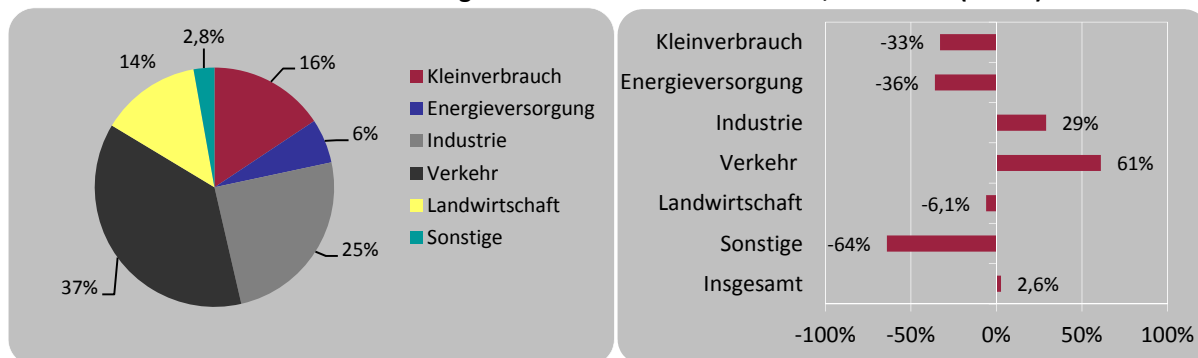 2,8%
14%
16%
6%
25%
37%
Kleinverbrauch
Energieversorgung
Industrie
Verkehr
Landwirtschaft
Sonstige
Kleinverbrauch -33%
Energieversorgung -36%
Industrie 29%
Verkehr 61%
Landwirtschaft -6,1%
Sonstige -64%
Insgesamt 2,6%
-100% -50% 0% 50% 100%